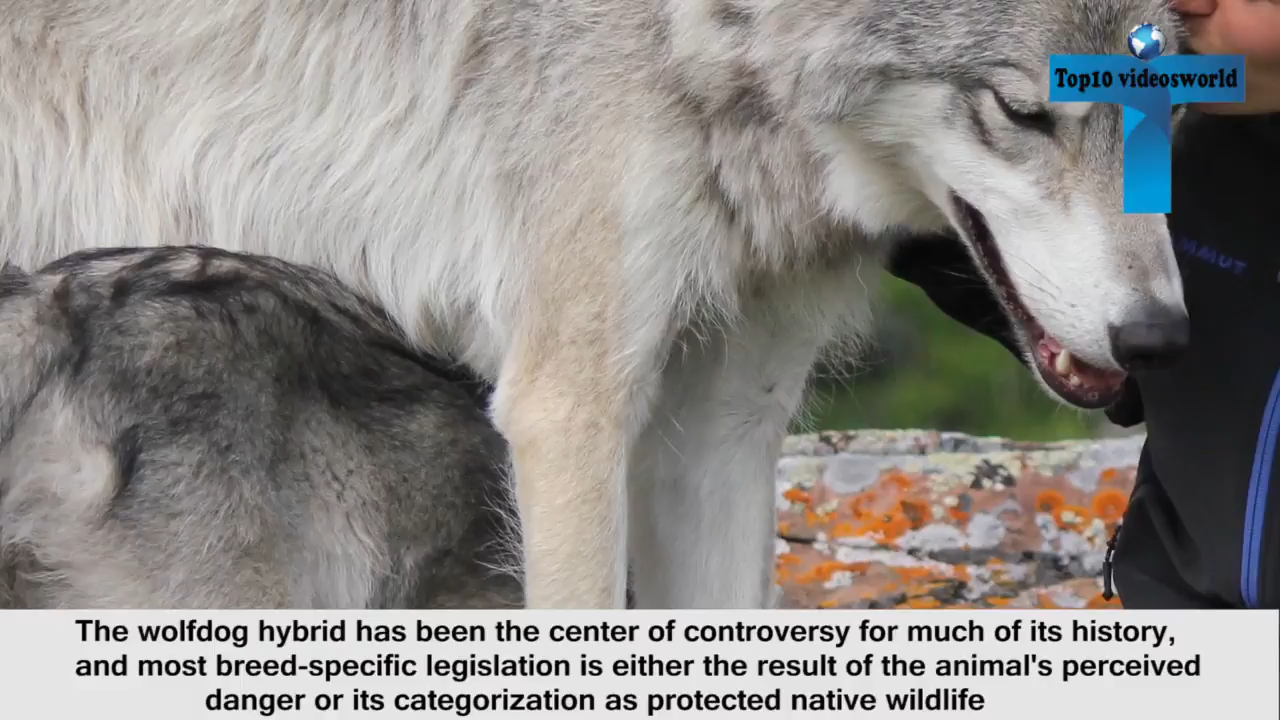 Top10 videosworld
MMUT
The wolfdog hybrid has been the center of controversy for much of its history,
and most breed-specific legislation is either the result of the animal's perceived
danger or its categorization as protected native wildlife